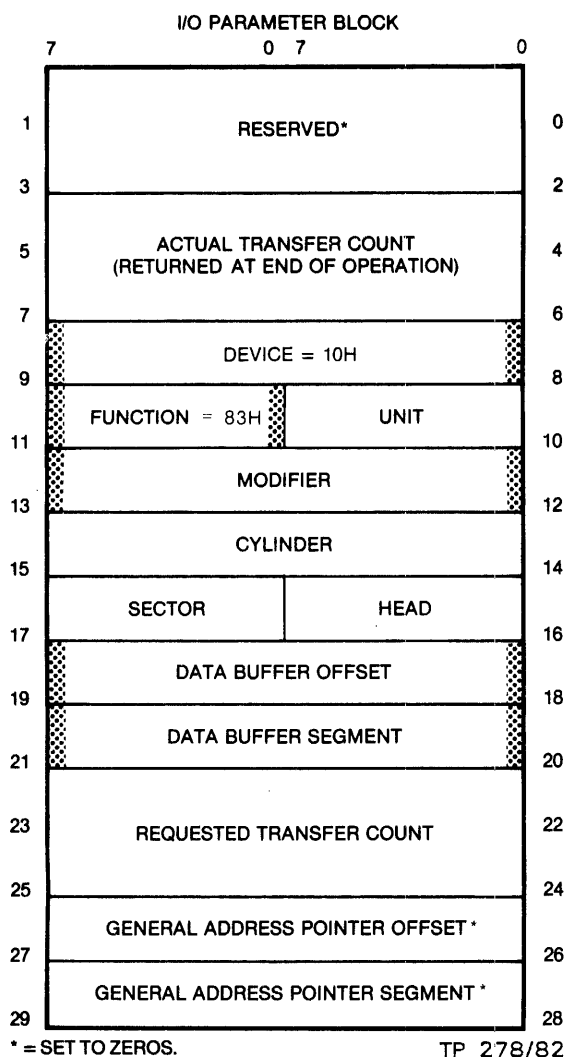 I/O PARAMETER BLOCK
7 0 7 0
1 RESERVED* 0
3 2
5 ACTUAL TRANSFER COUNT 4
(RETURNED AT END OF OPERATION)
7 6
DEVICE = 10H
9 8
FUNCTION = 83H UNIT
11 10
MODIFIER
13 12
CYLINDER
15 14
SECTOR HEAD
17 16
DATA BUFFER OFFSET
19 18
DATA BUFFER SEGMENT
21 20
23 REQUESTED TRANSFER COUNT 22
25 24
GENERAL ADDRESS POINTER OFFSET*
27 26
GENERAL ADDRESS POINTER SEGMENT*
29 28
* = SET TO ZEROS. TP 278/82